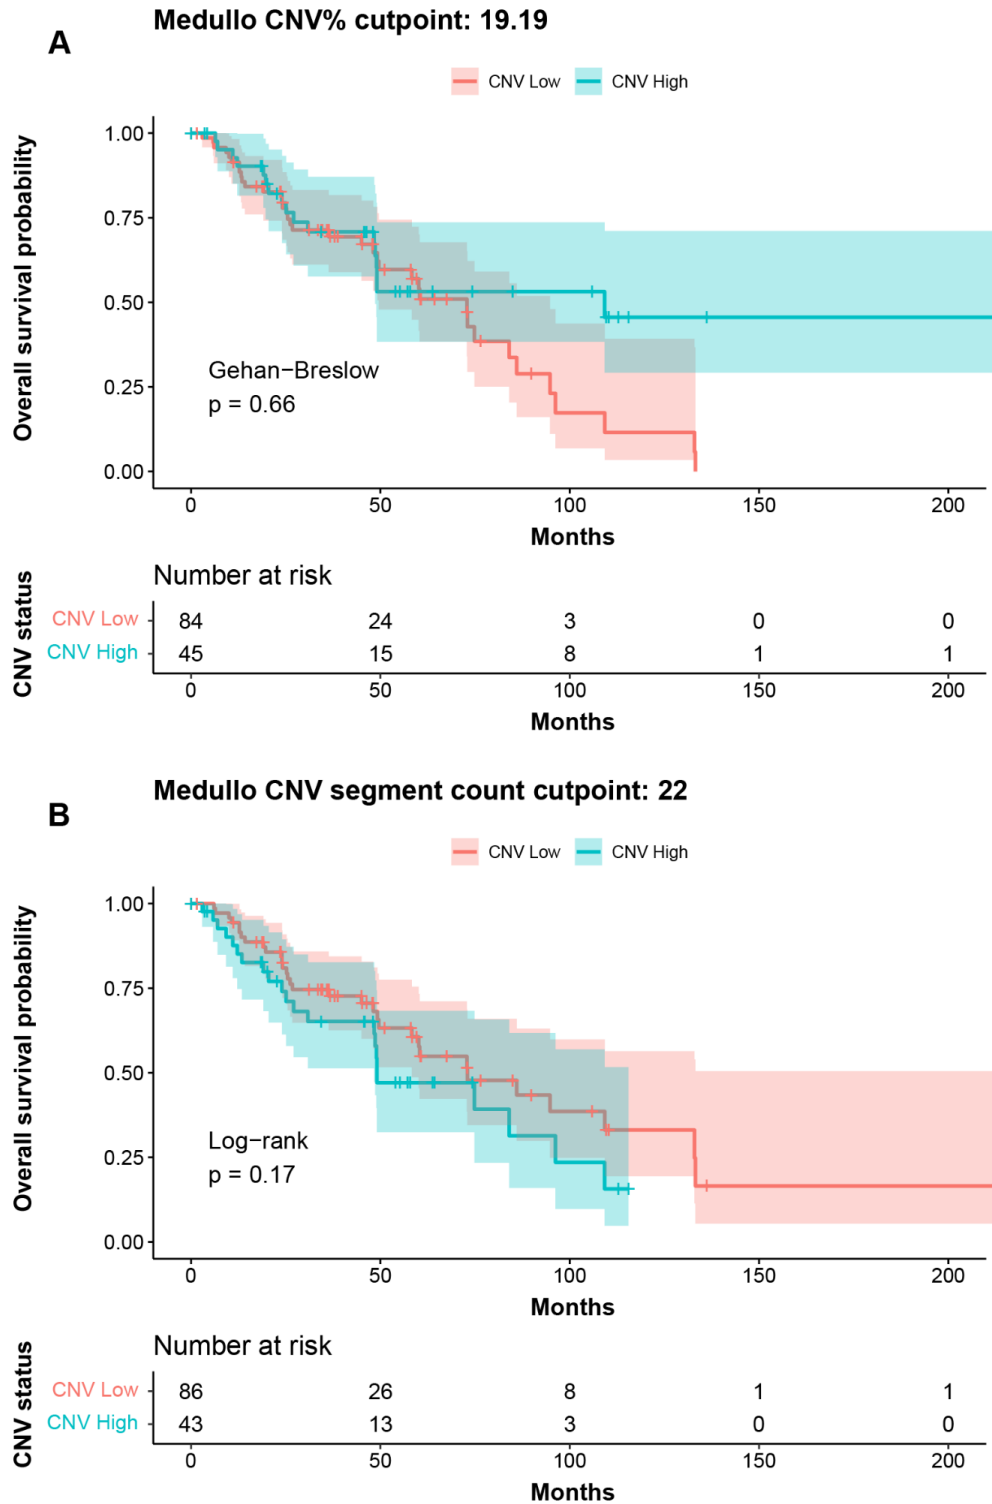 Medullo CNV% cutpoint: 19.19
A
CNV Low CNV High
Overall survival probability
1.00
0.75
0.50
0.25
0.00
Gehan−Breslow
p = 0.66
0 50 100 150 200
Months
Number at risk
CNV status
CNV Low 84 24 3 0 0
CNV High 45 15 8 1 1
0 50 100 150 200
Months
Medullo CNV segment count cutpoint: 22
B
CNV Low CNV High
Overall survival probability
1.00
0.75
0.50
0.25
0.00
Log−rank
p = 0.17
0 50 100 150 200
Months
Number at risk
CNV status
CNV Low 86 26 8 1 1
CNV High 43 13 3 0 0
0 50 100 150 200
Months